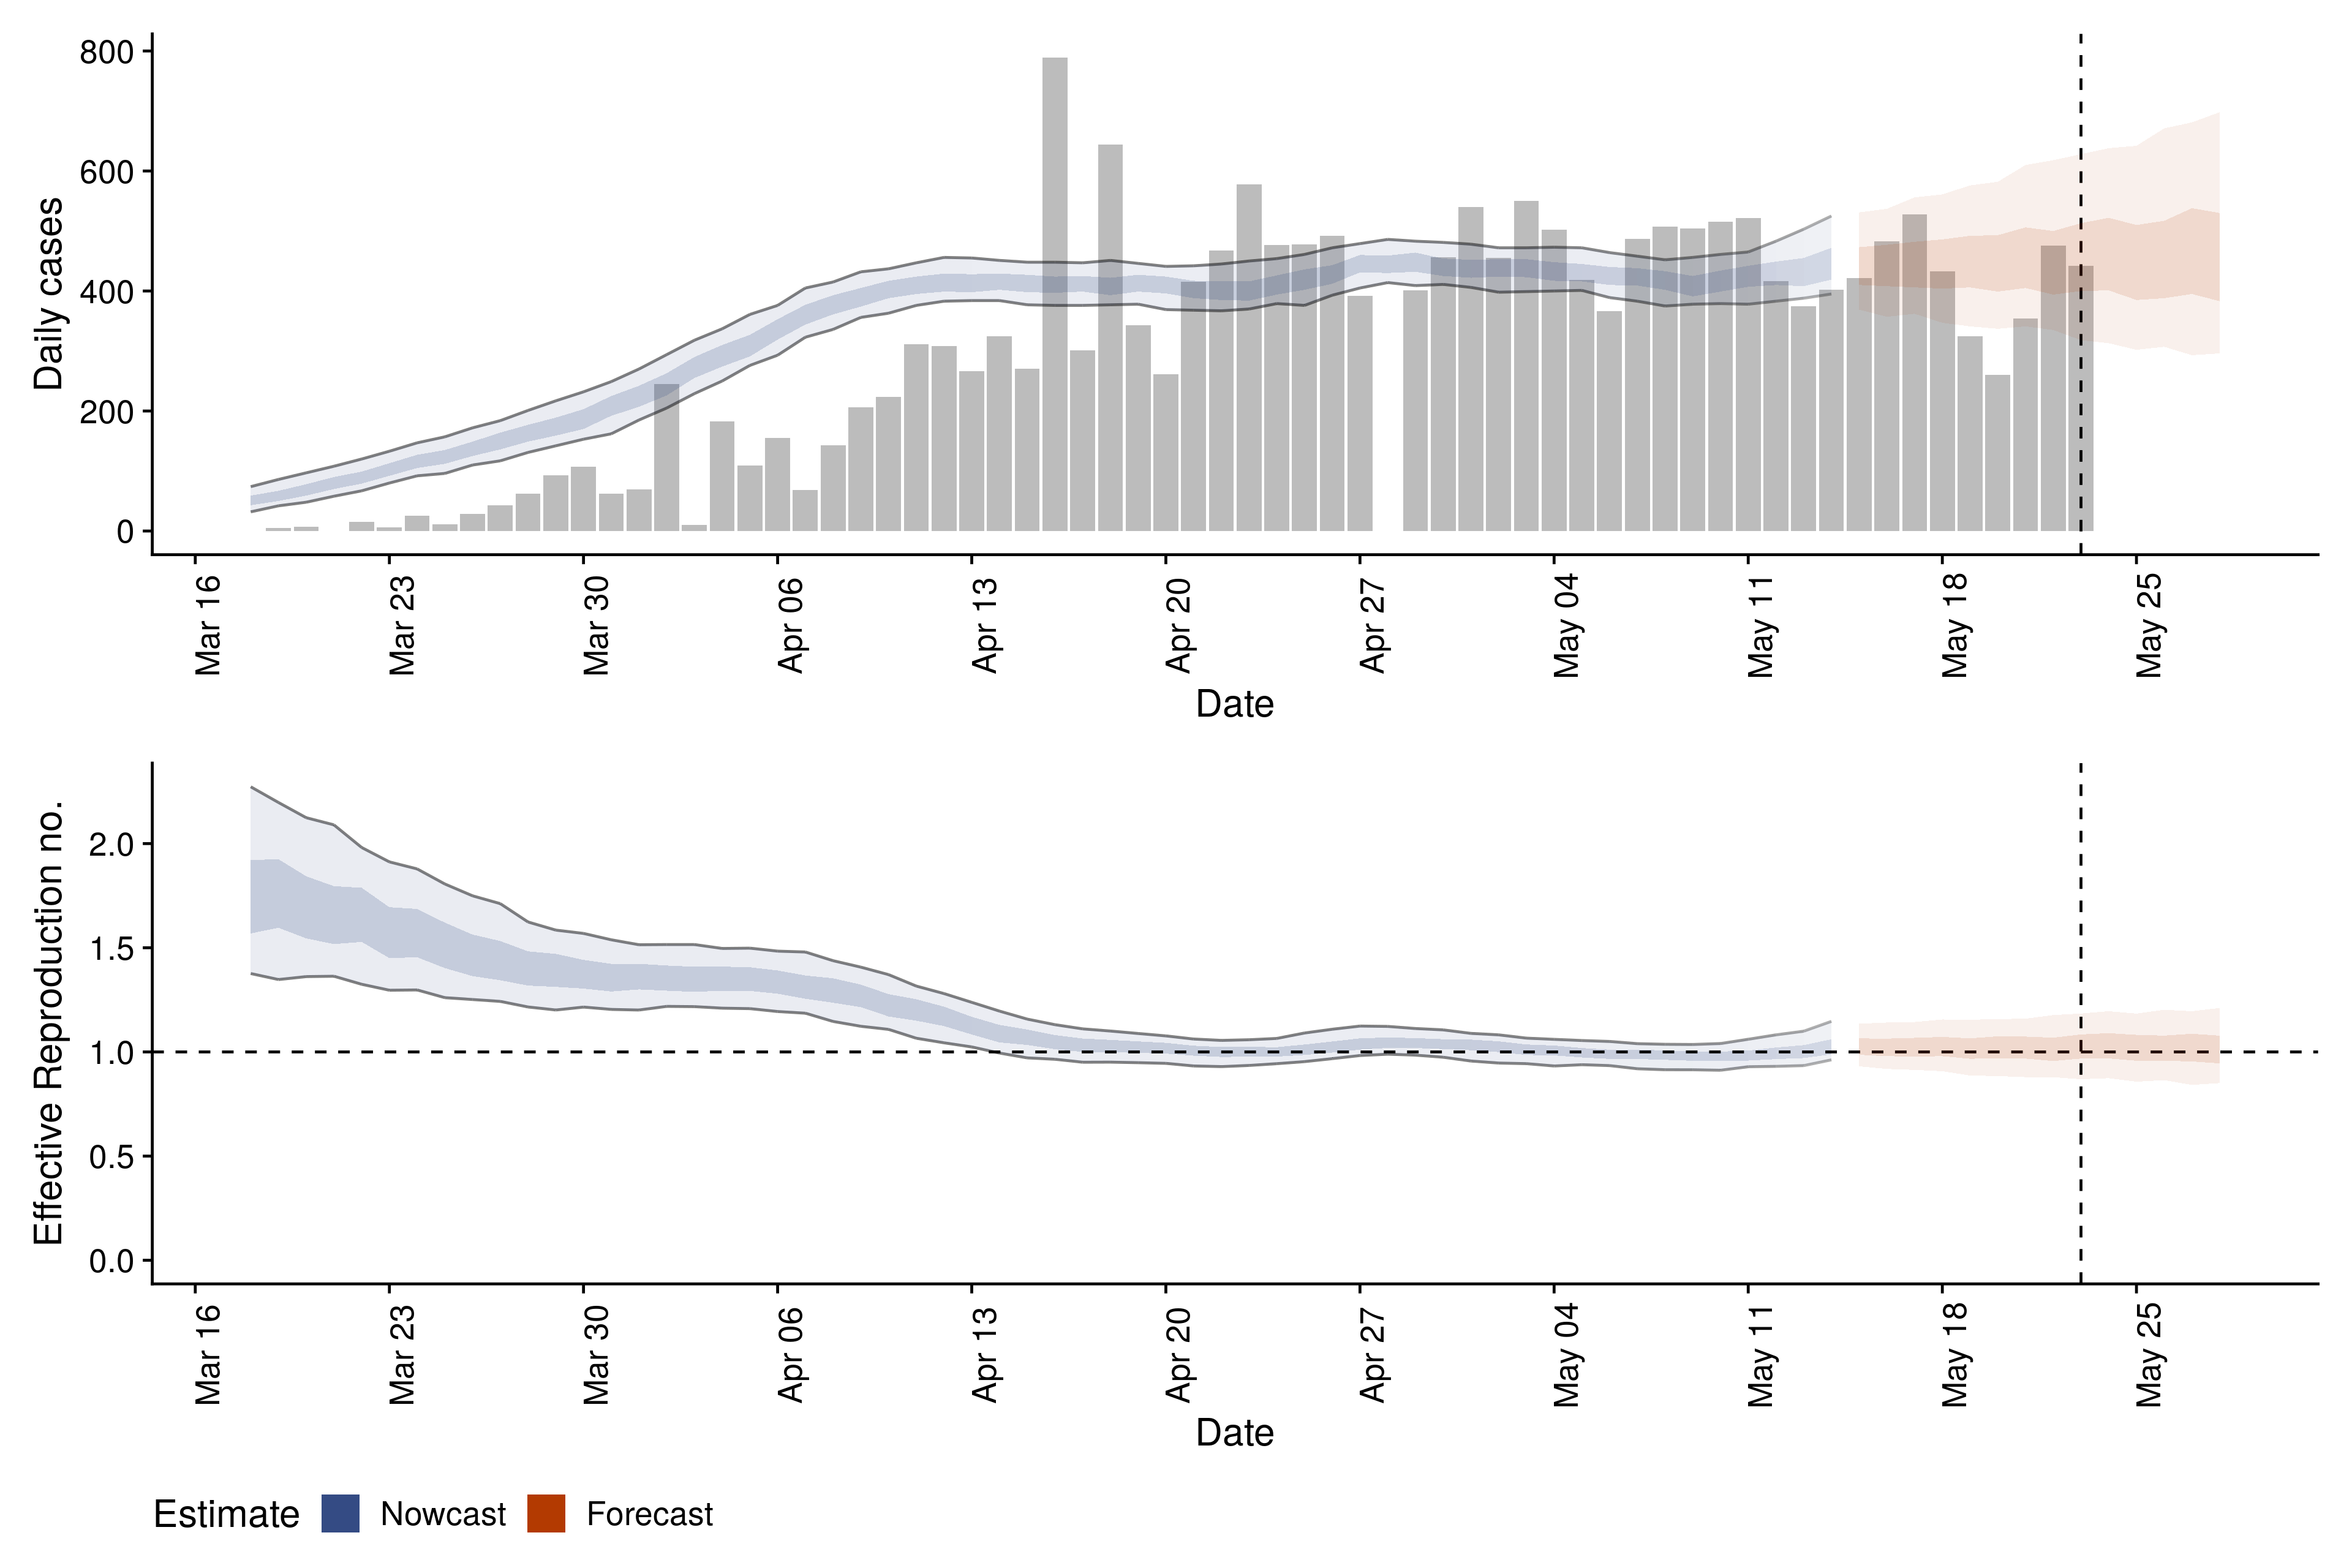 Daily cases
800
600
400
200
0
Mar 16
Mar 23
Mar 30
Apr 06
Apr 13
Apr 20
Apr 27
May 04
May 11
May 18
May 25
Date
Effective Reproduction no.
2.0
1.5
1.0
0.5
0.0
Mar 16
Mar 23
Mar 30
Apr 06
Apr 13
Apr 20
Apr 27
May 04
May 11
May 18
May 25
Date
Estimate Nowcast Forecast